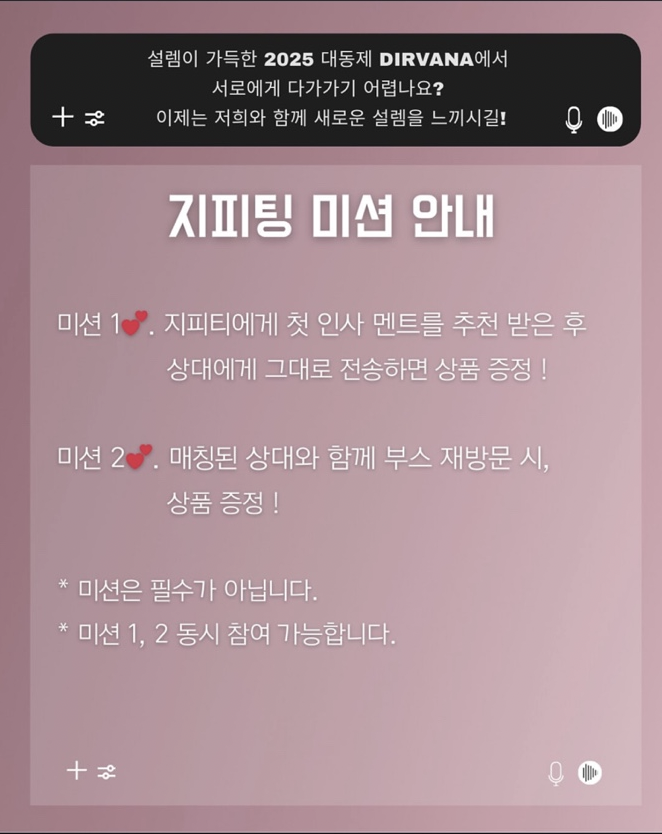 설렘이 가득한 2025 대동제 DIRVANA에서
서로에게 다가가기 어렵나요?
이제는 저희와 함께 새로운 설렘을 느끼시길!
지피팅 미션 안내
미션 1💕. 지피티에게 첫 인사 멘트를 추천 받은 후
상대에게 그대로 전송하면 상품 증정 !
미션 2💕. 매칭된 상대와 함께 부스 재방문 시,
상품 증정 !
* 미션은 필수가 아닙니다.
* 미션 1, 2 동시 참여 가능합니다.